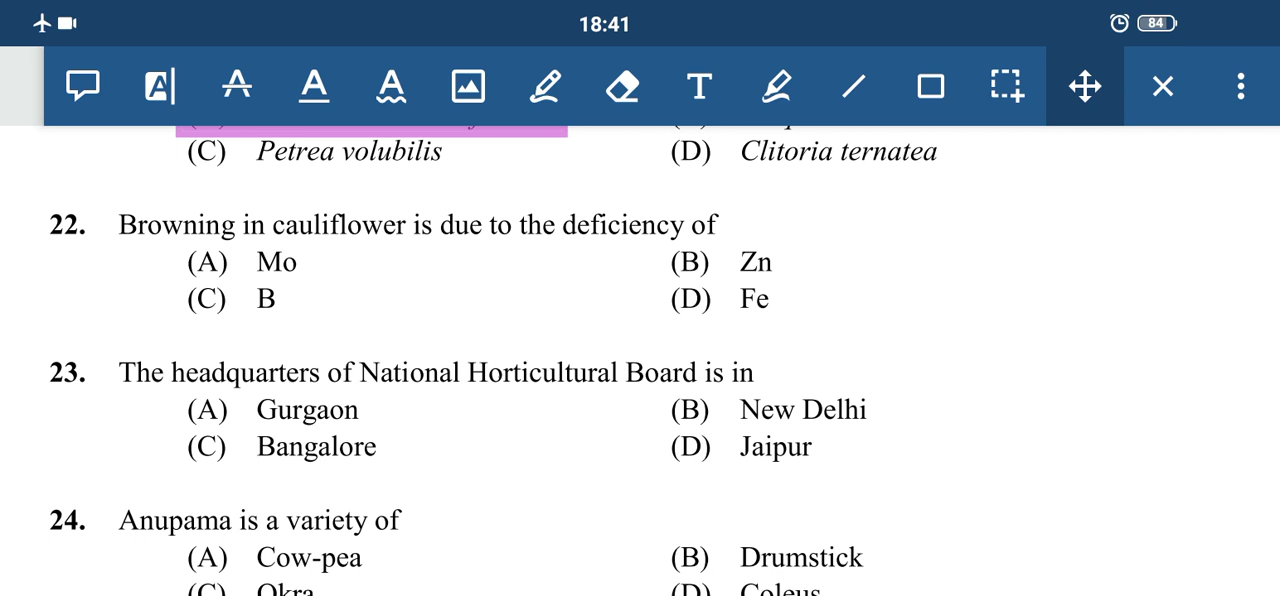 18:41
84
(C) Petrea volubilis (D) Clitoria ternatea
22. Browning in cauliflower is due to the deficiency of
(A) Mo (B) Zn
(C) B (D) Fe
23. The headquarters of National Horticultural Board is in
(A) Gurgaon (B) New Delhi
(C) Bangalore (D) Jaipur
24. Anupama is a variety of
(A) Cow-pea (B) Drumstick
(C) Okra (D) Coleus